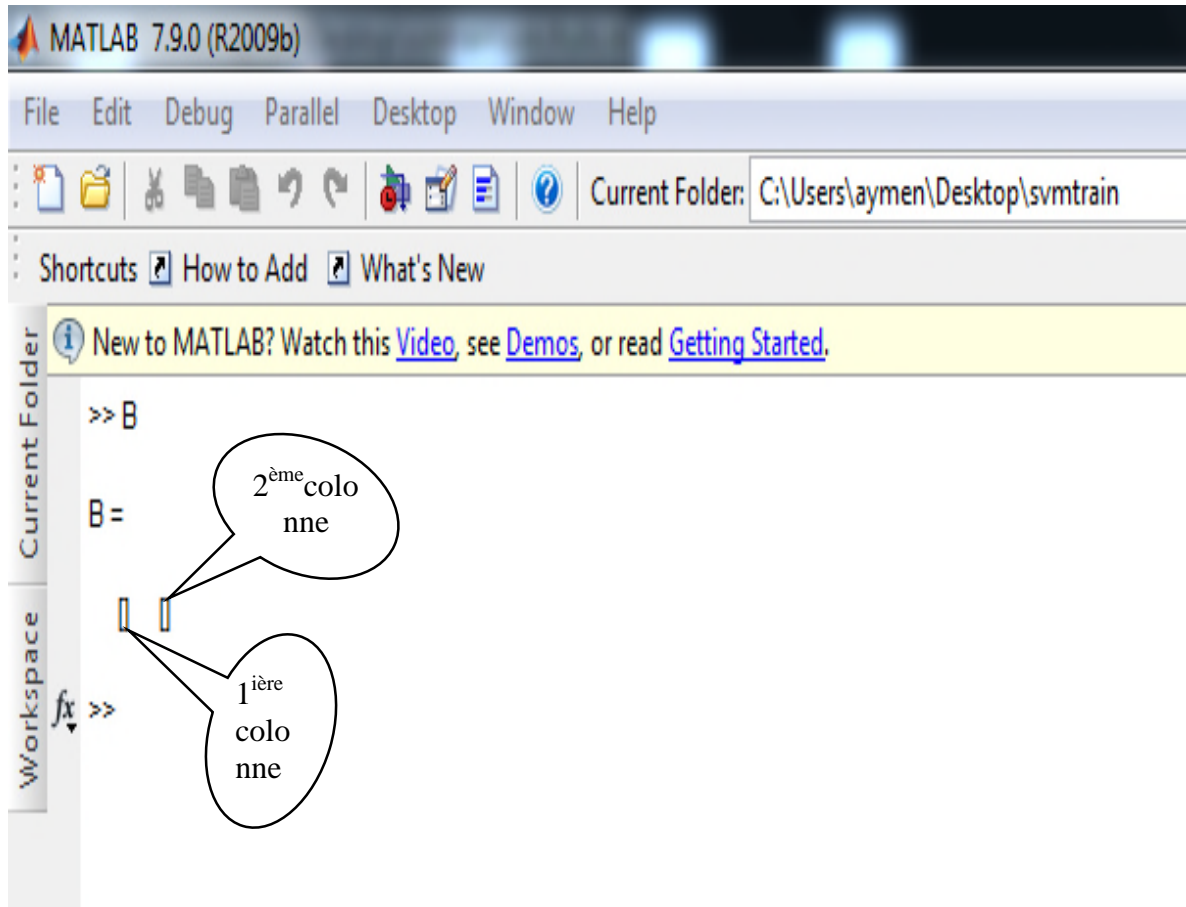 MATLAB 7.9.0 (R2009b)
File Edit Debug Parallel Desktop Window Help
Current Folder: C:\Users\aymen\Desktop\svmtrain
Shortcuts How to Add What's New
New to MATLAB? Watch this Video, see Demos, or read Getting Started.
Current Folder
Workspace
>> B
2èmecolo
nne
B =
[] []
1ière
colo
nne
fx >>